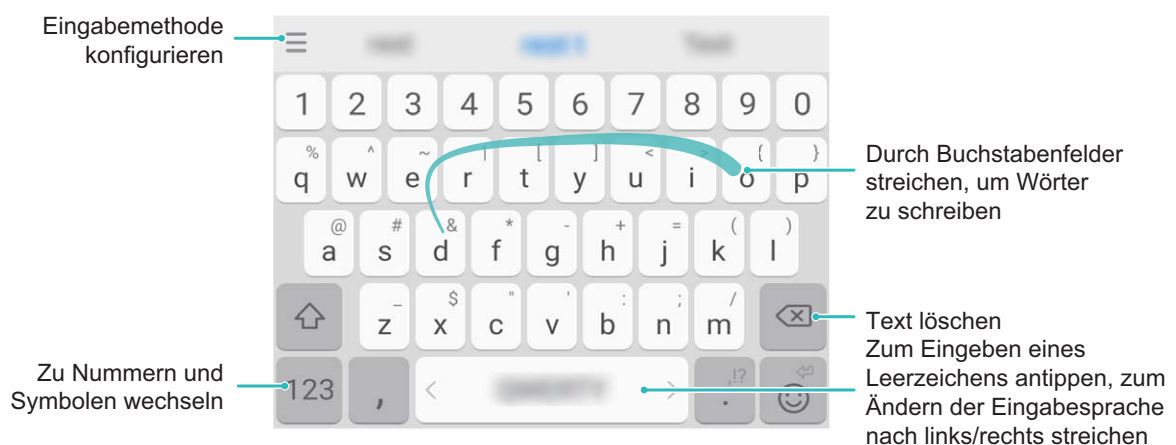 Eingabemethode
konfigurieren
1 2 3 4 5 6 7 8 9 0
% ^ ~ | [ ] < > { }
q w e r t y u i o p
Durch Buchstabenfelder
streichen, um Wörter
zu schreiben
@ # & * - + = ( )
a s d f g h j k l
_ $ " ' : ; /
z x c v b n m
Text löschen
Zu Nummern und
Symbolen wechseln
123 , < > ,!? .
Zum Eingeben eines
Leerzeichens antippen, zum
Ändern der Eingabesprache
nach links/rechts streichen